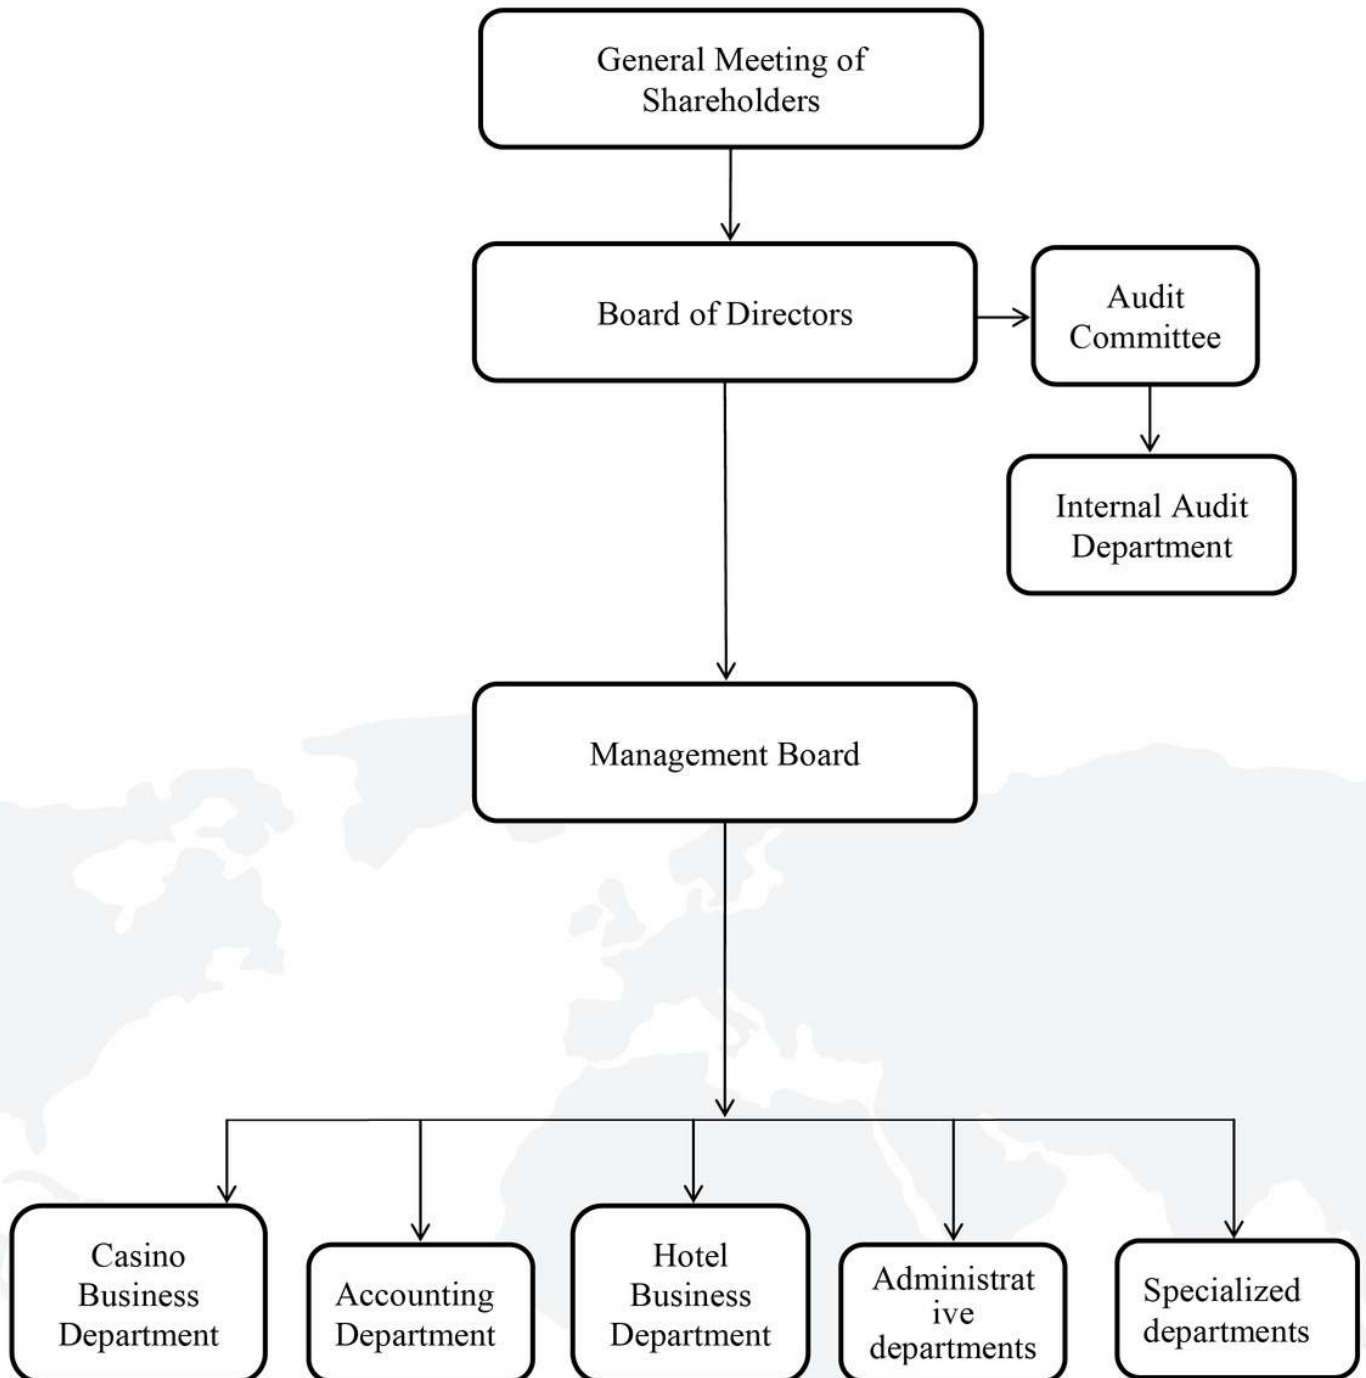 General Meeting of
Shareholders
Board of Directors
Audit
Committee
Internal Audit
Department
Management Board
Casino
Business
Department
Accounting
Department
Hotel
Business
Department
Administrat
ive
departments
Specialized
departments